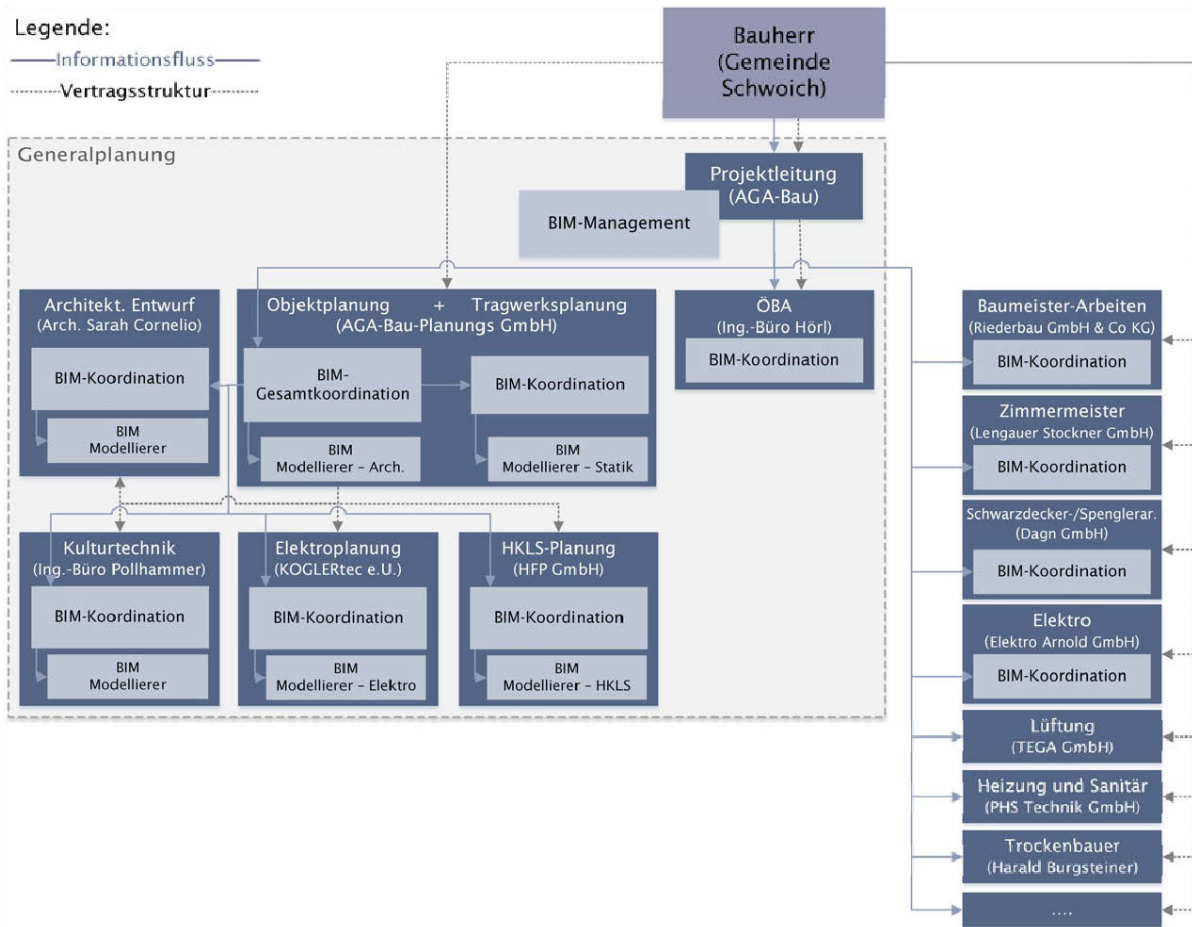 Legende:
Informationsfluss
Vertragsstruktur
Bauherr
(Gemeinde
Schwoich)
Generalplanung
Projektleitung
(AGA-Bau)
BIM-Management
Architekt. Entwurf
(Arch. Sarah Cornelio)
BIM-Koordination
BIM
Modellierer
Objektplanung + Tragwerksplanung
(AGA-Bau-Planungs GmbH)
BIM-
Gesamtkoordination
BIM
Modellierer – Arch.
BIM-Koordination
BIM
Modellierer – Statik
ÖBA
(Ing.-Büro Hörl)
BIM-Koordination
Kulturtechnik
(Ing.-Büro Pollhammer)
BIM-Koordination
BIM
Modellierer
Elektroplanung
(KOGLERtec e.U.)
BIM-Koordination
BIM
Modellierer – Elektro
HKLS-Planung
(HFP GmbH)
BIM-Koordination
BIM
Modellierer – HKLS
Baumeister-Arbeiten
(Riederbau GmbH & Co KG)
BIM-Koordination
Zimmermeister
(Lengauer Stockner GmbH)
BIM-Koordination
Schwarzdecker-/Spenglerar.
(Dagn GmbH)
BIM-Koordination
Elektro
(Elektro Arnold GmbH)
BIM-Koordination
Lüftung
(TEGA GmbH)
Heizung und Sanitär
(PHS Technik GmbH)
Trockenbauer
(Harald Burgsteiner)
....